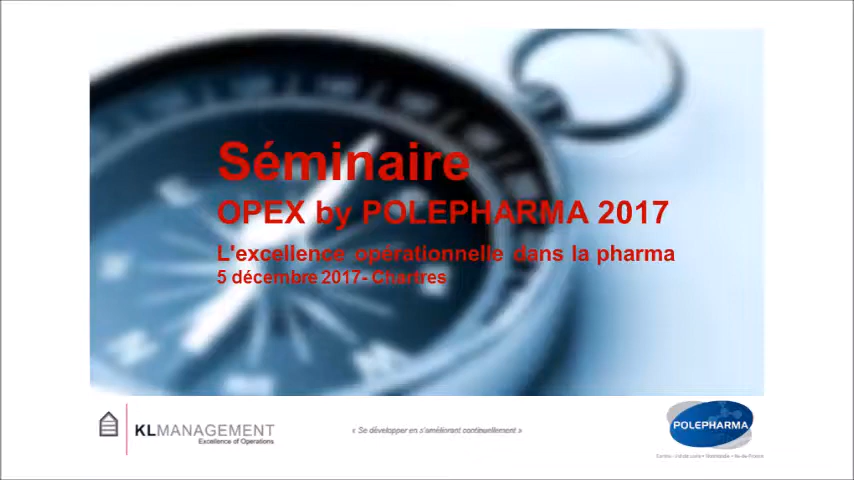 Séminaire
OPEX by POLEPHARMA 2017
L'excellence opérationnelle dans la pharma
5 décembre 2017- Chartres
KLMANAGEMENT
Excellence of Operations
« Se développer en s'améliorant continuellement »
POLEPHARMA